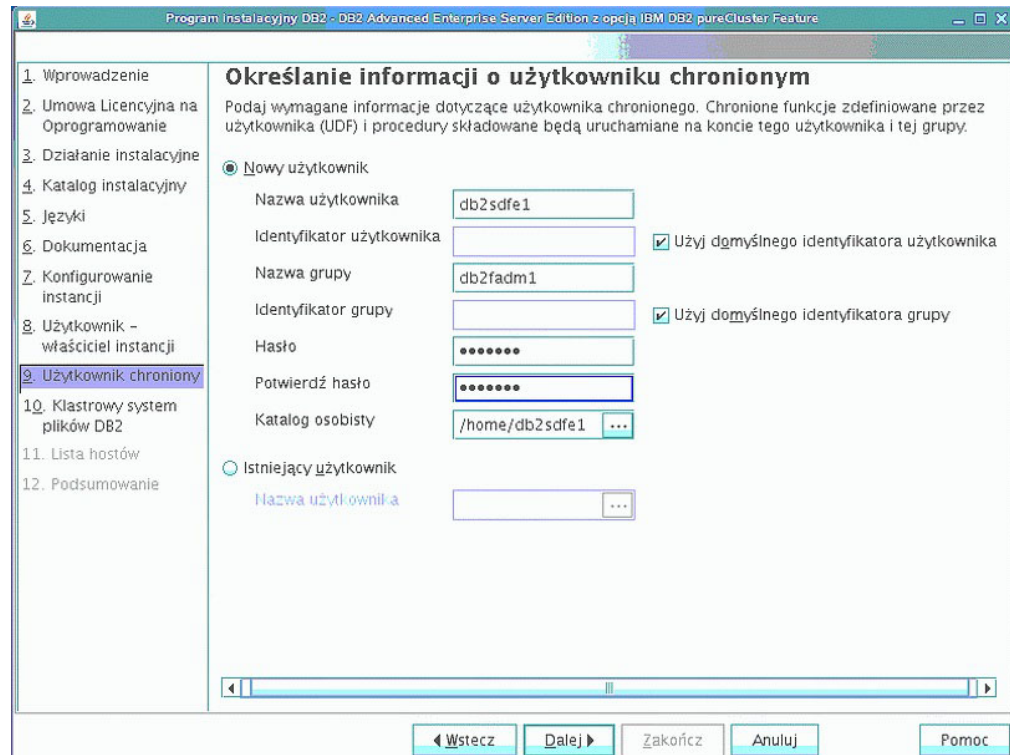 Program instalacyjny DB2 - DB2 Advanced Enterprise Server Edition z opcją IBM DB2 pureCluster Feature
1. Wprowadzenie
2. Umowa Licencyjna na
Oprogramowanie
3. Działanie instalacyjne
4. Katalog instalacyjny
5. Języki
6. Dokumentacja
7. Konfigurowanie
instancji
8. Użytkownik –
właściciel instancji
9. Użytkownik chroniony
10. Klastrowy system
plików DB2
11. Lista hostów
12. Podsumowanie
Określanie informacji o użytkowniku chronionym
Podaj wymagane informacje dotyczące użytkownika chronionego. Chronione funkcje zdefiniowane przez
użytkownika (UDF) i procedury składowane będą uruchamiane na koncie tego użytkownika i tej grupy.
Nowy użytkownik
Nazwa użytkownika db2sdfe1
Identyfikator użytkownika Użyj domyślnego identyfikatora użytkownika
Nazwa grupy db2fadm1
Identyfikator grupy Użyj domyślnego identyfikatora grupy
Hasło •••••••
Potwierdź hasło •••••••
Katalog osobisty /home/db2sdfe1 ...
Istniejący użytkownik
Nazwa użytkownika ...
Wstecz Dalej Zakończ Anuluj Pomoc